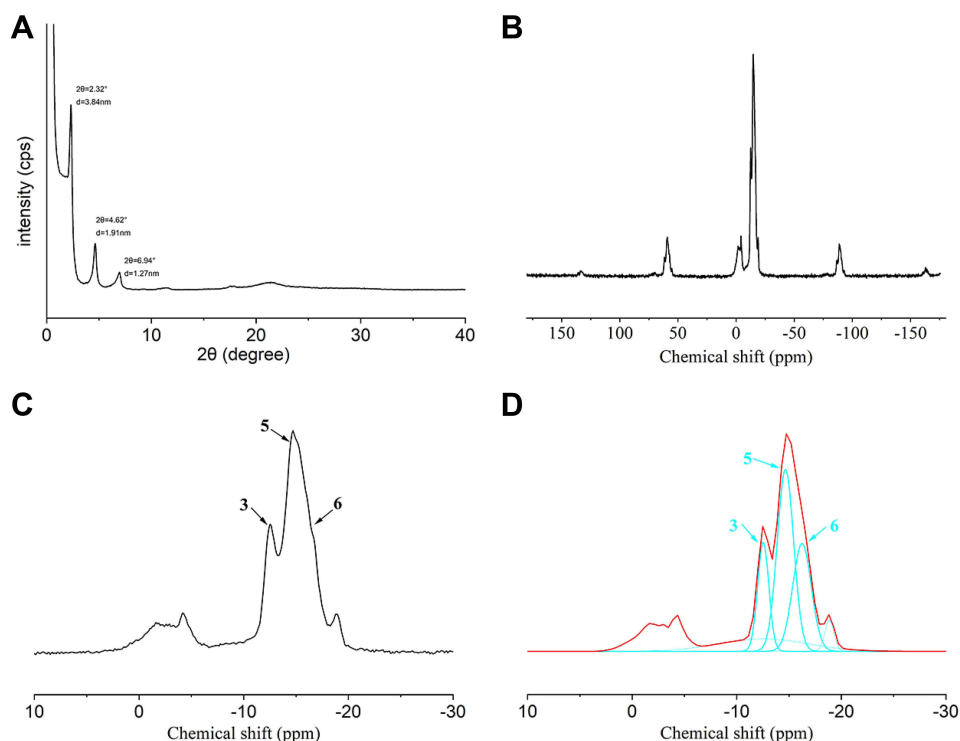 A
intensity (cps)
2θ=2.32°
d=3.84nm
2θ=4.62°
d=1.91nm
2θ=6.94°
d=1.27nm
0 10 20 30 40
2θ (degree)
B
150 100 50 0 -50 -100 -150
Chemical shift (ppm)
C
5
3
6
10 0 -10 -20 -30
Chemical shift (ppm)
D
5
3
6
10 0 -10 -20 -30
Chemical shift (ppm)